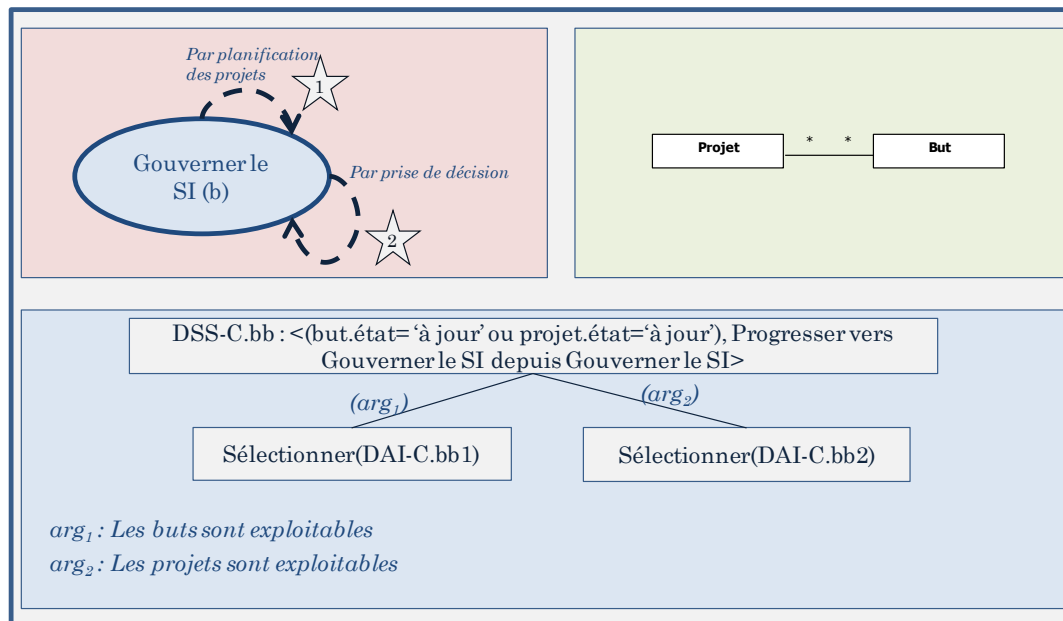 Par planification
des projets
1
Gouverner le
SI (b)
Par prise de décision
2
Projet
* *
But
DSS-C.bb : <(but.état= ‘à jour’ ou projet.état=‘à jour’), Progresser vers
Gouverner le SI depuis Gouverner le SI>
(arg₁)
(arg₂)
Sélectionner(DAI-C.bb1)
Sélectionner(DAI-C.bb2)
arg₁ : Les buts sont exploitables
arg₂ : Les projets sont exploitables